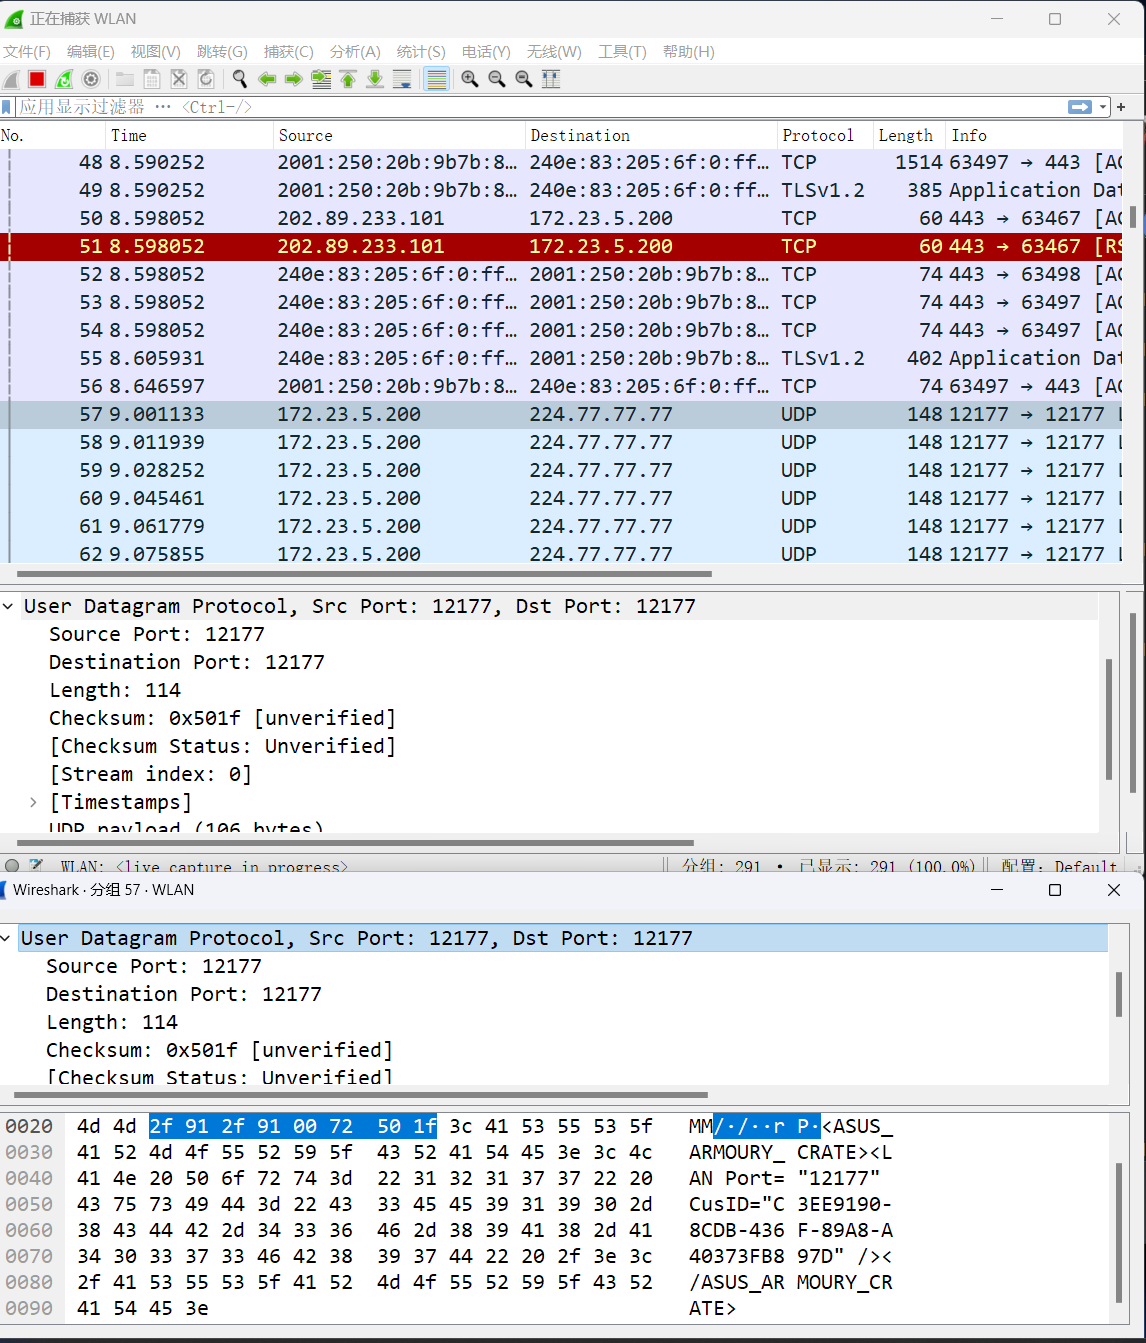 正在捕获 WLAN
文件(F) 编辑(E) 视图(V) 跳转(G) 捕获(C) 分析(A) 统计(S) 电话(Y) 无线(W) 工具(T) 帮助(H)
应用显示过滤器 … <Ctrl-/>
No. Time Source Destination Protocol Length Info
48 8.590252 2001:250:20b:9b7b:8… 240e:83:205:6f:0:ff… TCP 1514 63497 → 443 [AC
49 8.590252 2001:250:20b:9b7b:8… 240e:83:205:6f:0:ff… TLSv1.2 385 Application Dat
50 8.598052 202.89.233.101 172.23.5.200 TCP 60 443 → 63467 [AC
51 8.598052 202.89.233.101 172.23.5.200 TCP 60 443 → 63467 [RS
52 8.598052 240e:83:205:6f:0:ff… 2001:250:20b:9b7b:8… TCP 74 443 → 63498 [AC
53 8.598052 240e:83:205:6f:0:ff… 2001:250:20b:9b7b:8… TCP 74 443 → 63497 [AC
54 8.598052 240e:83:205:6f:0:ff… 2001:250:20b:9b7b:8… TCP 74 443 → 63497 [AC
55 8.605931 240e:83:205:6f:0:ff… 2001:250:20b:9b7b:8… TLSv1.2 402 Application Dat
56 8.646597 2001:250:20b:9b7b:8… 240e:83:205:6f:0:ff… TCP 74 63497 → 443 [AC
57 9.001133 172.23.5.200 224.77.77.77 UDP 148 12177 → 12177 L
58 9.011939 172.23.5.200 224.77.77.77 UDP 148 12177 → 12177 L
59 9.028252 172.23.5.200 224.77.77.77 UDP 148 12177 → 12177 L
60 9.045461 172.23.5.200 224.77.77.77 UDP 148 12177 → 12177 L
61 9.061779 172.23.5.200 224.77.77.77 UDP 148 12177 → 12177 L
62 9.075855 172.23.5.200 224.77.77.77 UDP 148 12177 → 12177 L
User Datagram Protocol, Src Port: 12177, Dst Port: 12177
Source Port: 12177
Destination Port: 12177
Length: 114
Checksum: 0x501f [unverified]
[Checksum Status: Unverified]
[Stream index: 0]
[Timestamps]
UDP payload (106 bytes)
WLAN: <live capture in progress> 分组: 291 • 已显示: 291 (100.0%) 配置: Default
Wireshark · 分组 57 · WLAN
User Datagram Protocol, Src Port: 12177, Dst Port: 12177
Source Port: 12177
Destination Port: 12177
Length: 114
Checksum: 0x501f [unverified]
[Checksum Status: Unverified]
0020 4d 4d 2f 91 2f 91 00 72 50 1f 3c 41 53 55 53 5f MM/·/··r P·<ASUS_
0030 41 52 4d 4f 55 52 59 5f 43 52 41 54 45 3e 3c 4c ARMOURY_ CRATE><L
0040 41 4e 20 50 6f 72 74 3d 22 31 32 31 37 37 22 20 AN Port= "12177"
0050 43 75 73 49 44 3d 22 43 33 45 45 39 31 39 30 2d CusID="C 3EE9190-
0060 38 43 44 42 2d 34 33 36 46 2d 38 39 41 38 2d 41 8CDB-436 F-89A8-A
0070 34 30 33 37 33 46 42 38 39 37 44 22 20 2f 3e 3c 40373FB8 97D" /><
0080 2f 41 53 55 53 5f 41 52 4d 4f 55 52 59 5f 43 52 /ASUS_AR MOURY_CR
0090 41 54 45 3e ATE>